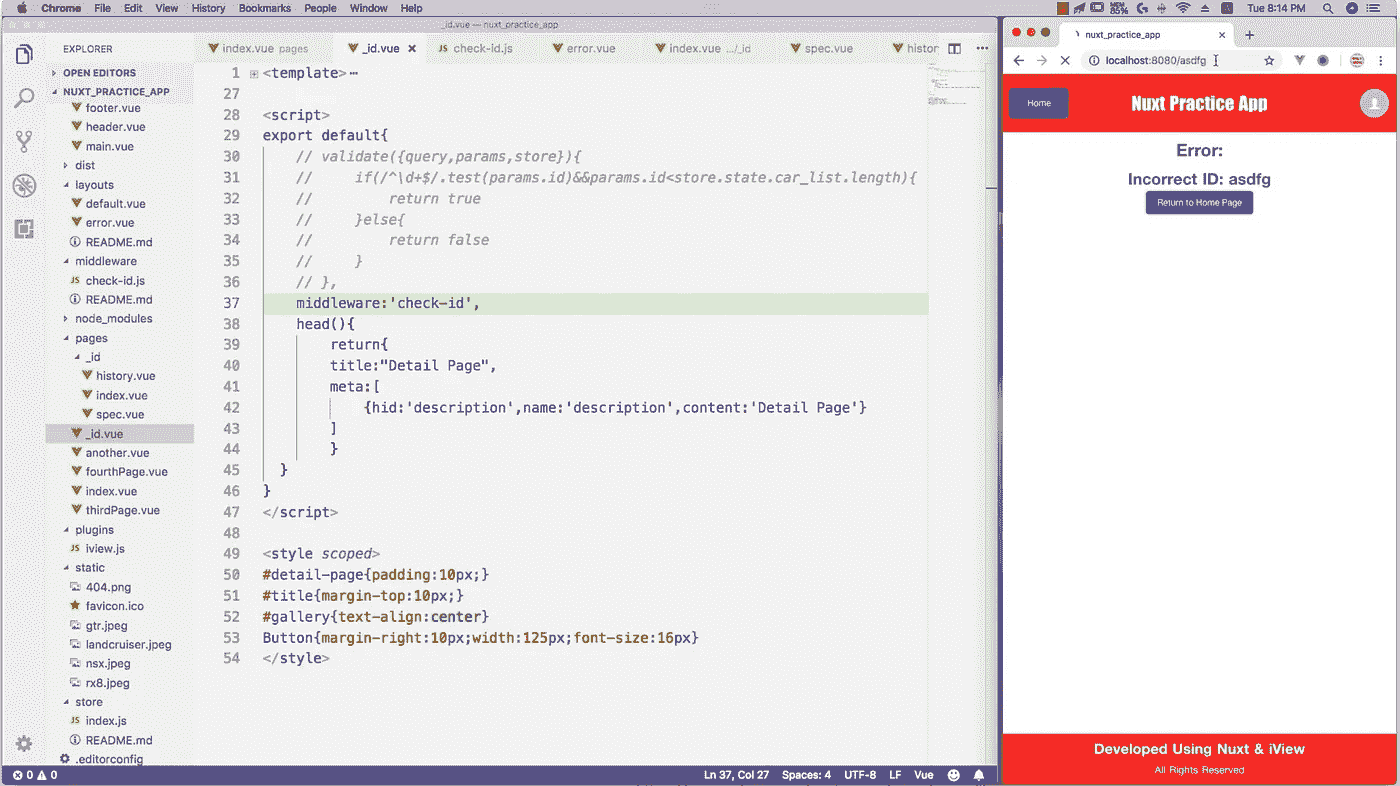 Chrome File Edit View History Bookmarks People Window Help
Tue 8:14 PM
_id.vue — nuxt_practice_app
EXPLORER
OPEN EDITORS
NUXT_PRACTICE_APP
footer.vue
header.vue
main.vue
dist
layouts
default.vue
error.vue
README.md
middleware
check-id.js
README.md
node_modules
pages
_id
history.vue
index.vue
spec.vue
_id.vue
another.vue
fourthPage.vue
index.vue
thirdPage.vue
plugins
iview.js
static
404.png
favicon.ico
gtr.jpeg
landcruiser.jpeg
nsx.jpeg
rx8.jpeg
store
index.js
README.md
.editorconfig
index.vue pages _id.vue check-id.js error.vue index.vue .../_id spec.vue histor
1 <template>
27
28 <script>
29 export default{
30 // validate({query,params,store}){
31 // if(/^\d+$/.test(params.id)&&params.id<store.state.car_list.length){
32 // return true
33 // }else{
34 // return false
35 // }
36 // },
37 middleware:'check-id',
38 head(){
39 return{
40 title:"Detail Page",
41 meta:[
42 {hid:'description',name:'description',content:'Detail Page'}
43 ]
44 }
45 }
46 }
47 </script>
48
49 <style scoped>
50 #detail-page{padding:10px;}
51 #title{margin-top:10px;}
52 #gallery{text-align:center}
53 Button{margin-right:10px;width:125px;font-size:16px}
54 </style>
0 0 Ln 37, Col 27 Spaces: 4 UTF-8 LF Vue
nuxt_practice_app
localhost:8080/asdfg
Home
Nuxt Practice App
Error:
Incorrect ID: asdfg
Return to Home Page
Developed Using Nuxt & iView
All Rights Reserved